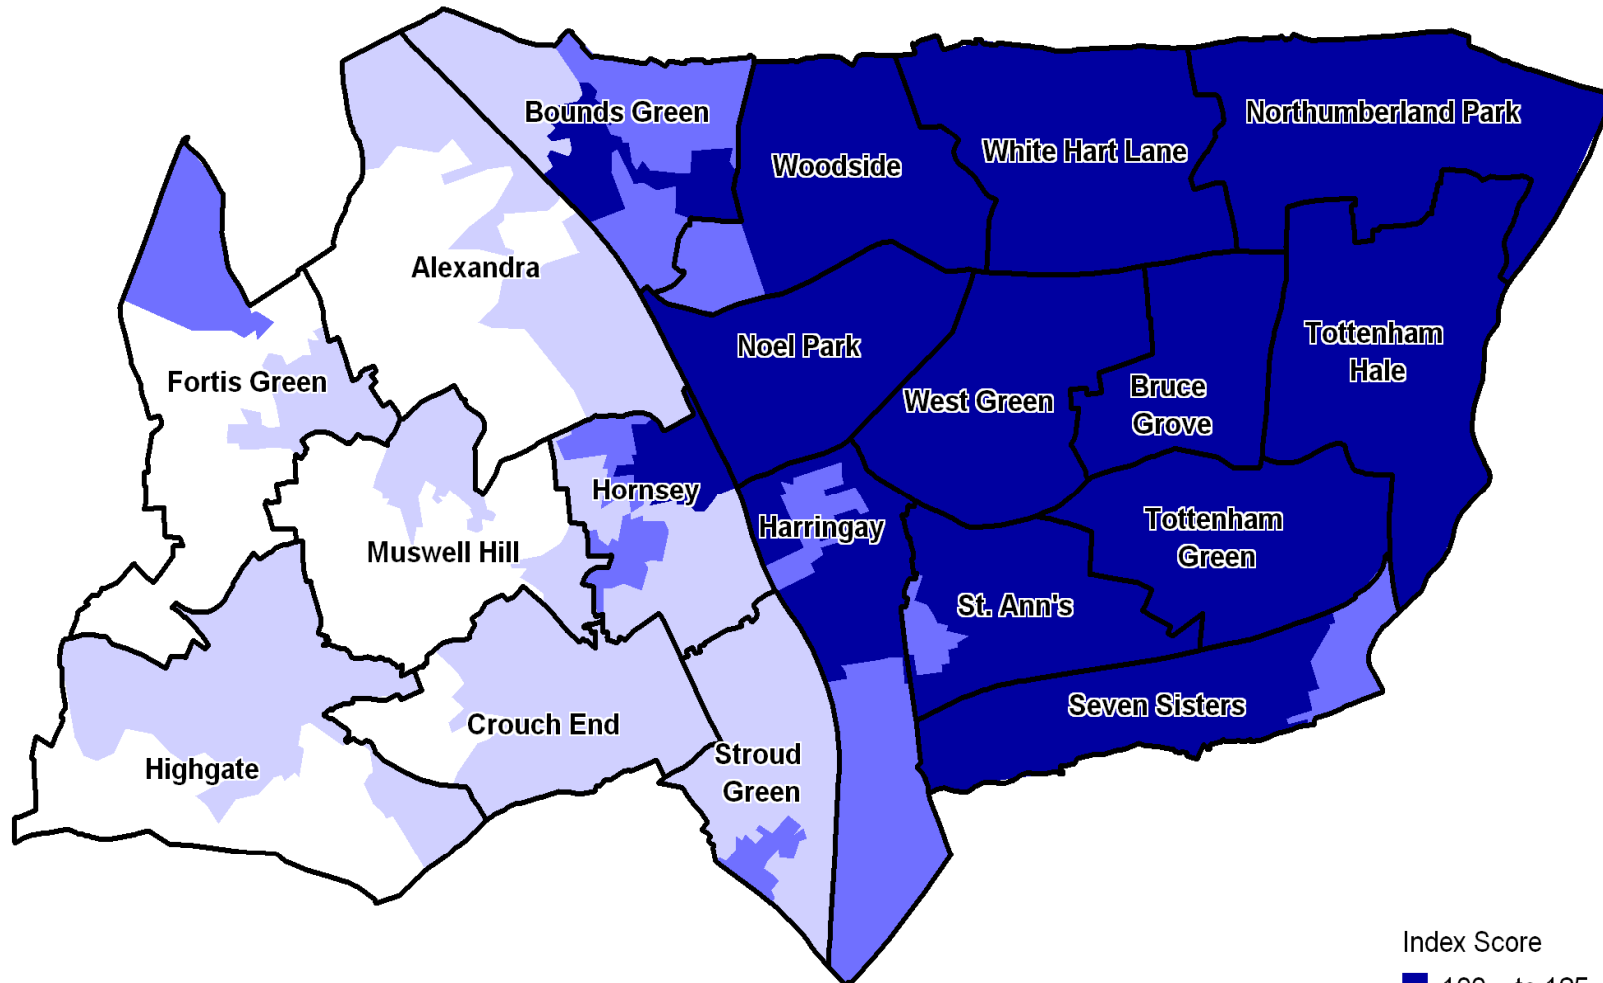 Bounds Green
Northumberland Park
White Hart Lane
Woodside
Alexandra
Tottenham
Hale
Noel Park
Fortis Green
Bruce
Grove
West Green
Hornsey
Harringay
Tottenham
Green
Muswell Hill
St. Ann's
Seven Sisters
Crouch End
Stroud
Green
Highgate
Index Score